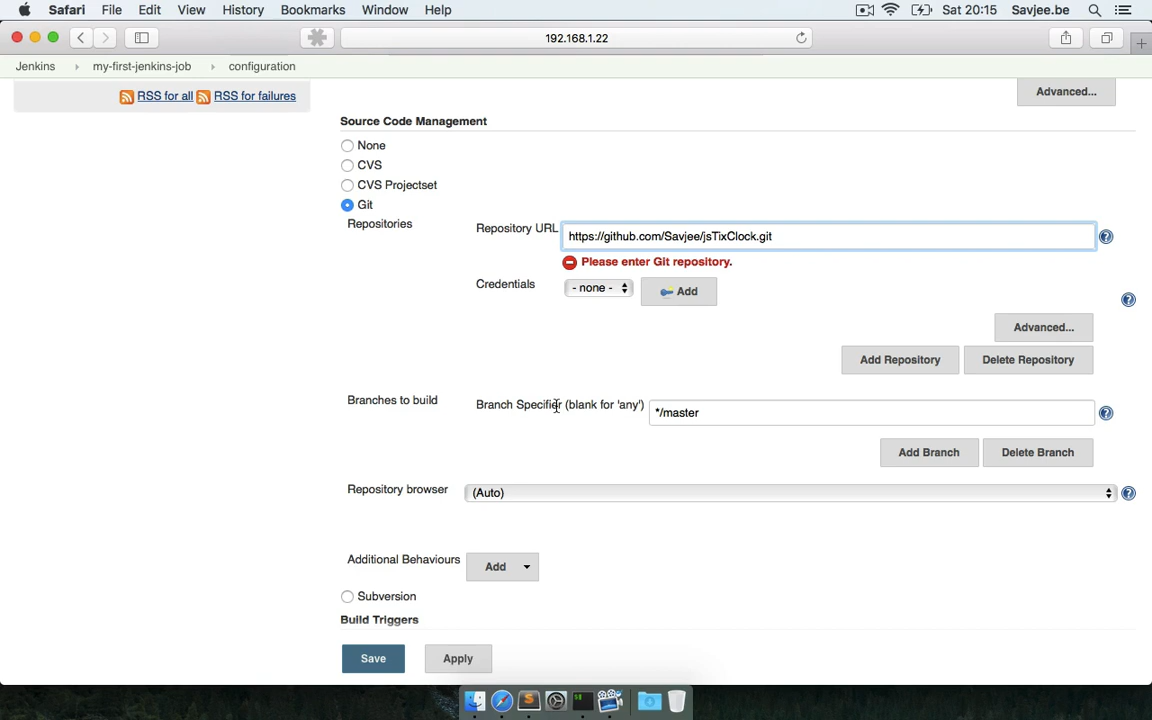 Safari File Edit View History Bookmarks Window Help Sat 20:15 Savjee.be
192.168.1.22
Jenkins my-first-jenkins-job configuration
RSS for all RSS for failures
Advanced...
Source Code Management
None
CVS
CVS Projectset
Git
Repositories
Repository URL https://github.com/Savjee/jsTixClock.git
Please enter Git repository.
Credentials - none - Add
Advanced...
Add Repository Delete Repository
Branches to build Branch Specifier (blank for 'any') */master
Add Branch Delete Branch
Repository browser (Auto)
Additional Behaviours Add
Subversion
Build Triggers
Save Apply